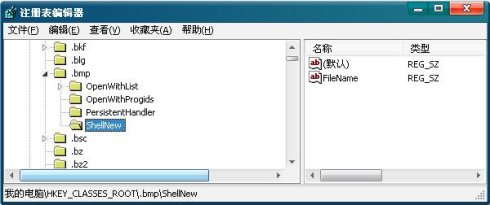 注册表编辑器
文件(F) 编辑(E) 查看(V) 收藏夹(A) 帮助(H)
.bkf
.blg
.bmp
OpenWithList
OpenWithProgids
PersistentHandler
ShellNew
.bsc
.bz
.bz2
名称 类型
ab (默认) REG_SZ
ab FileName REG_SZ
我的电脑\HKEY_CLASSES_ROOT\.bmp\ShellNew